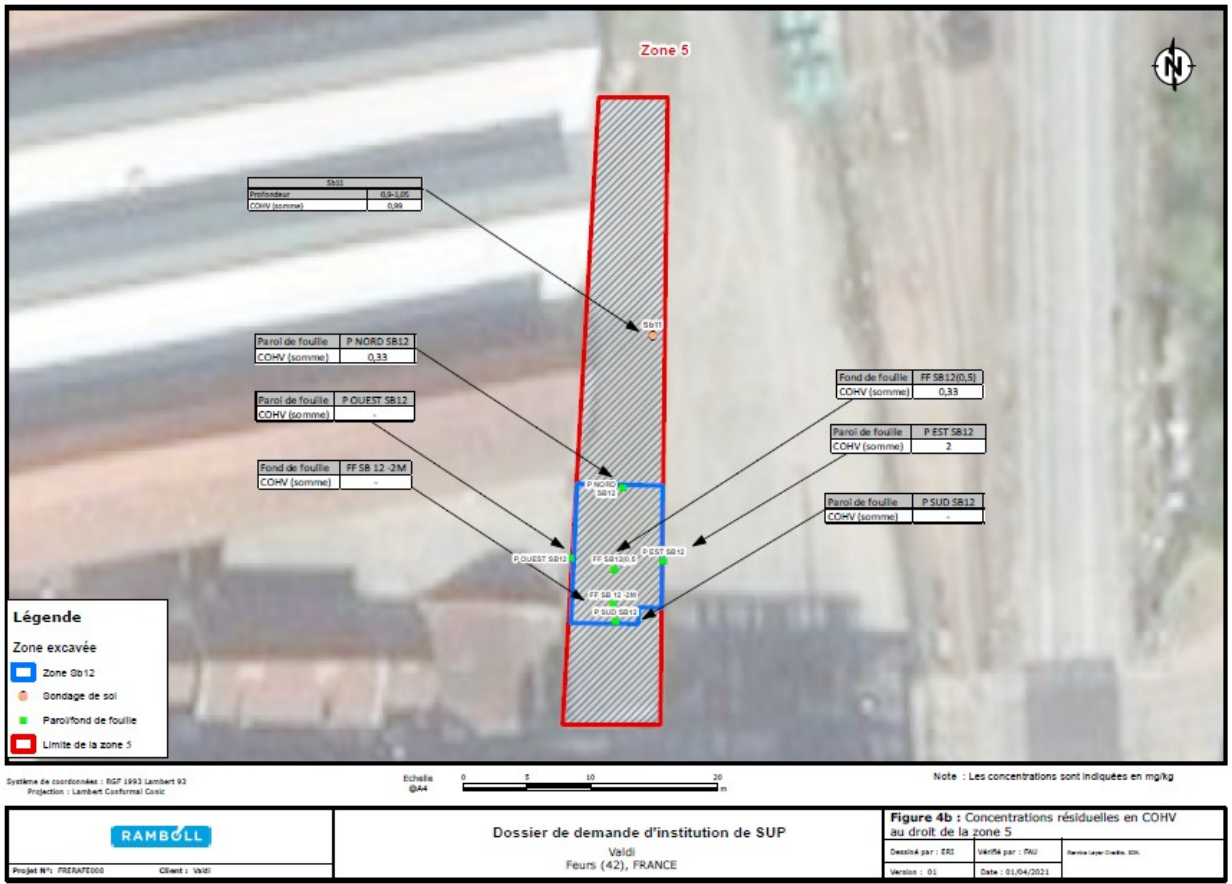 Zone 5
N
Sb11
Profondeur 0,9-1,05
COHV (somme) 0,99
Sb11
Paroi de fouille P NORD SB12
COHV (somme) 0,33
Paroi de fouille P OUEST SB12
COHV (somme) -
Fond de fouille FF SB 12 -2M
COHV (somme) -
Fond de fouille FF SB12(0,5)
COHV (somme) 0,33
Paroi de fouille P EST SB12
COHV (somme) 2
Paroi de fouille P SUD SB12
COHV (somme) -
P NORD
SB12
P OUEST SB12
FF SB12(0,5
P EST SB12
FF SB 12 -2M
P SUD SB12
Légende
Zone excavée
Zone Sb12
Sondage de sol
Paroi/fond de fouille
Limite de la zone 5
Système de coordonnées : RGF 1993 Lambert 93
Projection : Lambert Conformal Conic
Echelle
@A4
0 5 10 20
m
Note : Les concentrations sont indiquées en mg/kg
RAMBOLL
Projet N°: FRERAFE008 Client : Valdi
Dossier de demande d'institution de SUP
Valdi
Feurs (42), FRANCE
Figure 4b : Concentrations résiduelles en COHV
au droit de la zone 5
Dessiné par : ERI Vérifié par : FAU Service Layer Credits: IGN.
Version : 01 Date : 01/04/2021